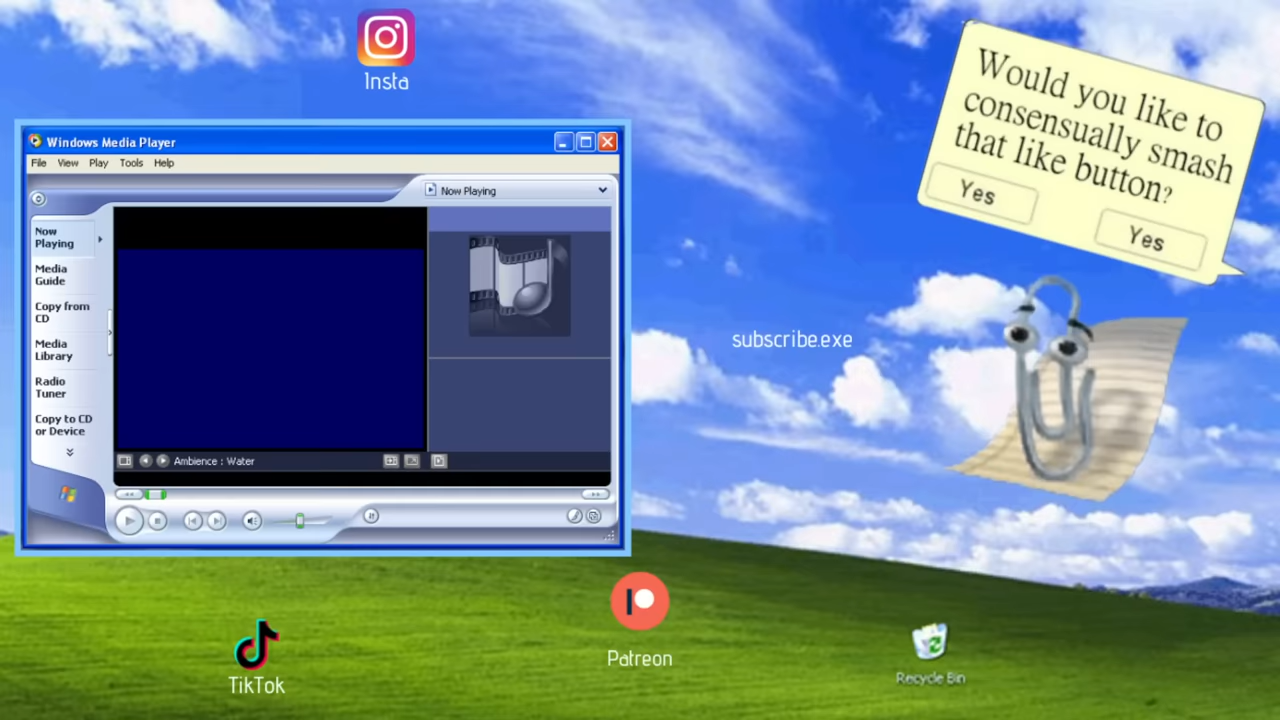 Insta
Would you like to
consensually smash
that like button?
Yes
Yes
Windows Media Player
File View Play Tools Help
Now Playing
Now
Playing
Media
Guide
Copy from
CD
Media
Library
Radio
Tuner
Copy to CD
or Device
Ambience : Water
subscribe.exe
TikTok
Patreon
Recycle Bin